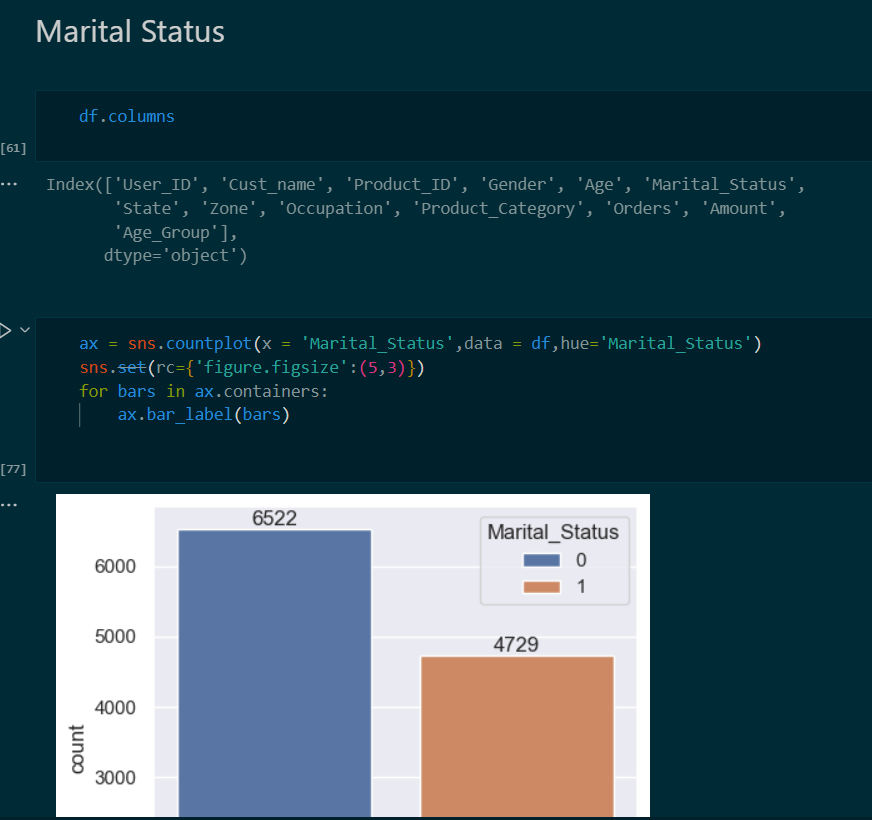 Marital Status
df.columns
[61]
... Index(['User_ID', 'Cust_name', 'Product_ID', 'Gender', 'Age', 'Marital_Status',
'State', 'Zone', 'Occupation', 'Product_Category', 'Orders', 'Amount',
'Age_Group'],
dtype='object')
ax = sns.countplot(x = 'Marital_Status',data = df,hue='Marital_Status')
sns.set(rc={'figure.figsize':(5,3)})
for bars in ax.containers:
ax.bar_label(bars)
[77]
...
6522
Marital_Status
0
1
4729
6000
5000
4000
3000
count